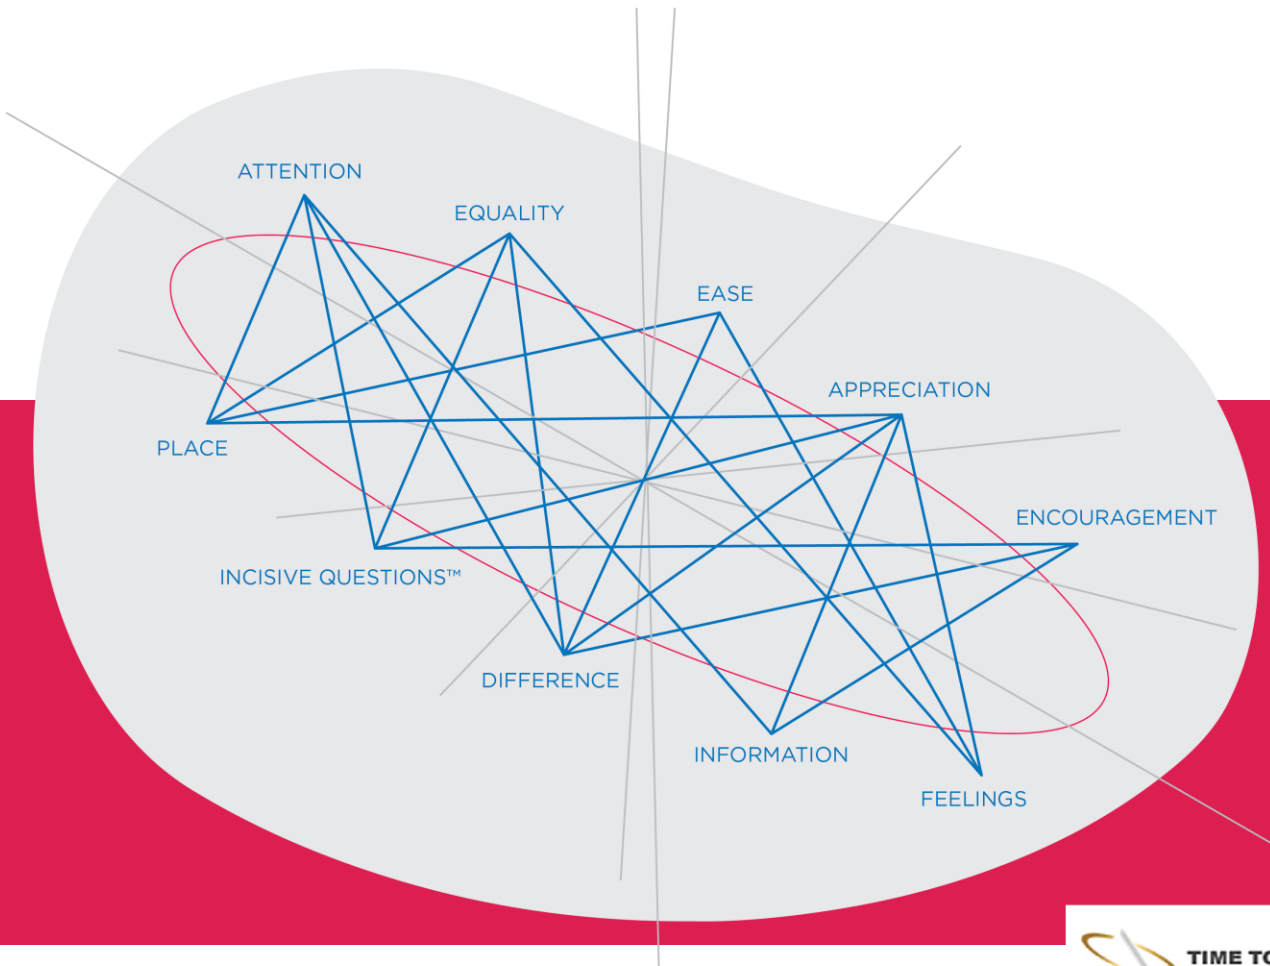 ATTENTION
EQUALITY
EASE
APPRECIATION
PLACE
ENCOURAGEMENT
INCISIVE QUESTIONS™
DIFFERENCE
INFORMATION
FEELINGS
TIME TO